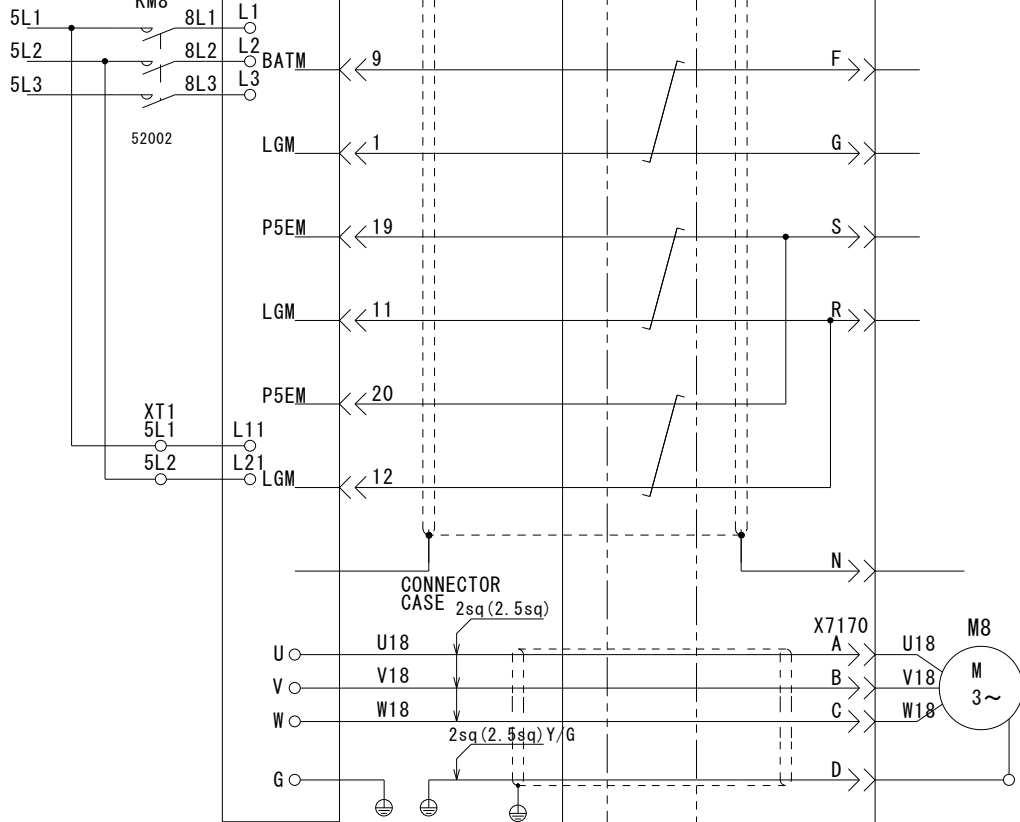 KM8
5L1 8L1 L1
5L2 8L2 L2
BATM 9 F
5L3 8L3 L3
52002
LGM 1 G
P5EM 19 S
LGM 11 R
P5EM 20
XT1
5L1 L11
5L2 L21
LGM 12
N
CONNECTOR
CASE
2sq(2.5sq)
X7170
M8
U U18 A U18
V V18 B V18
M
3~
W W18 C W18
2sq(2.5sq)Y/G
G D